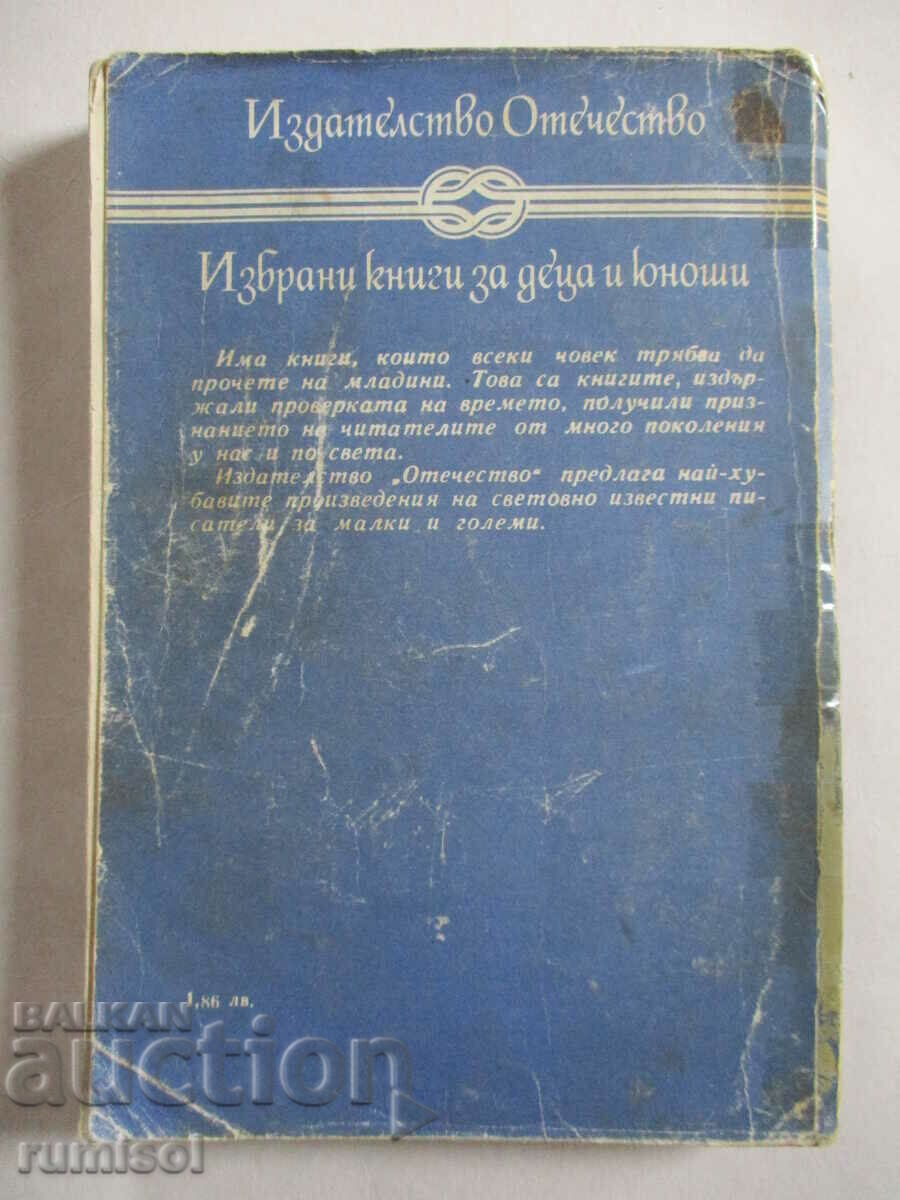 Издателство Отечество
Избрани книги за деца и юноши
Има книги, които всеки човек трябва да
прочете на младини. Това са книгите, издър-
жали проверката на времето, получили приз-
нанието на читателите от много поколения
у нас и по света.
Издателство „Отечество“ предлага най-ху-
бавите произведения на световно известни пи-
сатели за малки и големи.
1,86 лв.
BALKAN
auction
rumisol